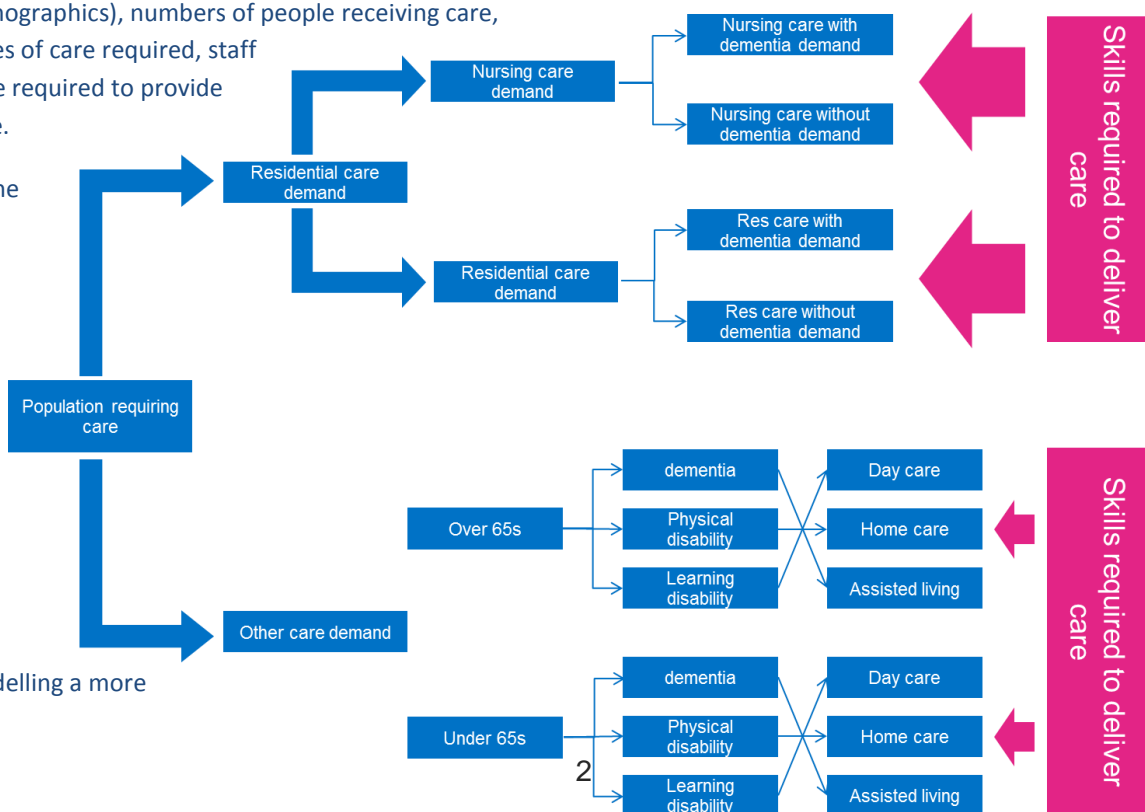 nographics), numbers of people receiving care,
es of care required, staff
e required to provide
e.
ne
delling a more
Population requiring
care
Residential care
demand
Nursing care
demand
Nursing care with
dementia demand
Nursing care without
dementia demand
Residential care
demand
Res care with
dementia demand
Res care without
dementia demand
Skills required to deliver
care
Other care demand
Over 65s
dementia
Physical
disability
Learning
disability
Day care
Home care
Assisted living
Under 65s
dementia
Physical
disability
Learning
disability
Day care
Home care
Assisted living
Skills required to deliver
care
2